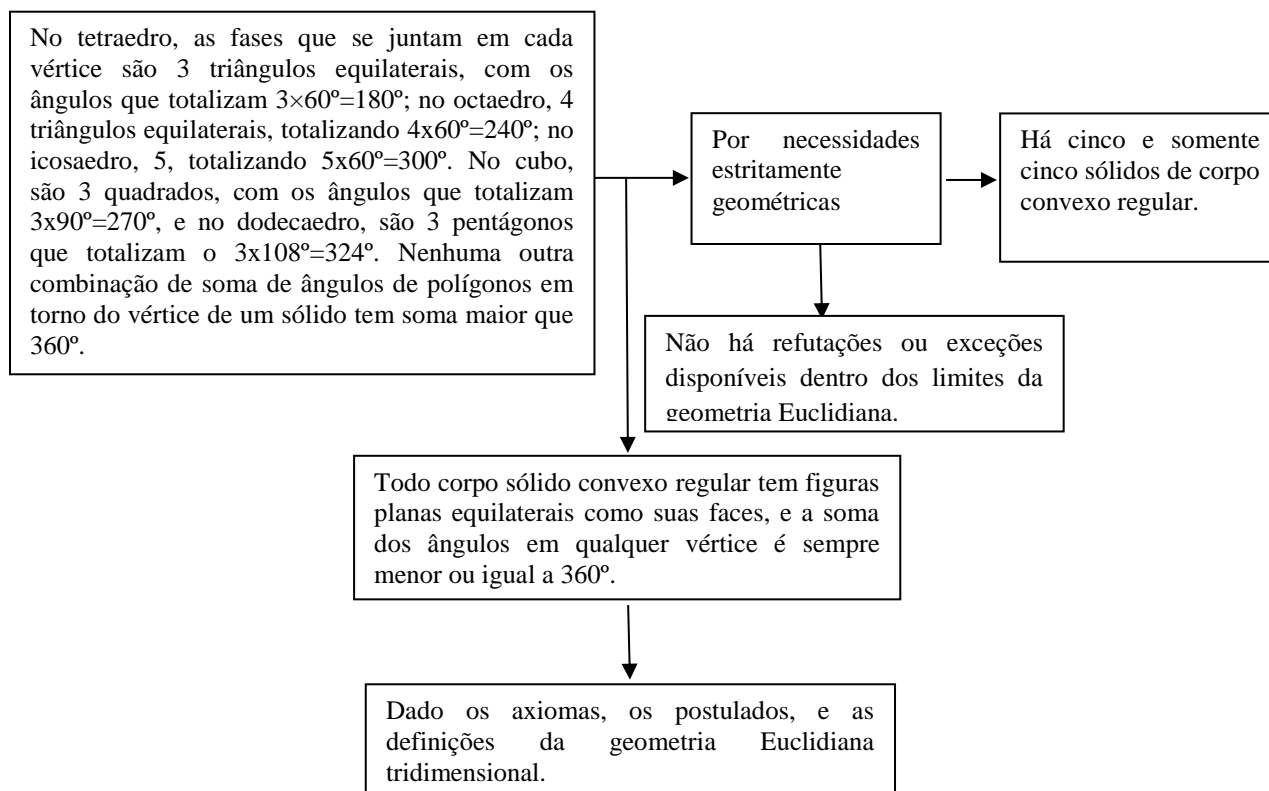 No tetraedro, as fases que se juntam em cada
vértice são 3 triângulos equilaterais, com os
ângulos que totalizam 3×60º=180º; no octaedro, 4
triângulos equilaterais, totalizando 4x60º=240º; no
icosaedro, 5, totalizando 5x60º=300º. No cubo,
são 3 quadrados, com os ângulos que totalizam
3x90º=270º, e no dodecaedro, são 3 pentágonos
que totalizam o 3x108º=324º. Nenhuma outra
combinação de soma de ângulos de polígonos em
torno do vértice de um sólido tem soma maior que
360º.
Por necessidades
estritamente
geométricas
Há cinco e somente
cinco sólidos de corpo
convexo regular.
Não há refutações ou exceções
disponíveis dentro dos limites da
geometria Euclidiana.
Todo corpo sólido convexo regular tem figuras
planas equilaterais como suas faces, e a soma
dos ângulos em qualquer vértice é sempre
menor ou igual a 360º.
Dado os axiomas, os postulados, e as
definições da geometria Euclidiana
tridimensional.